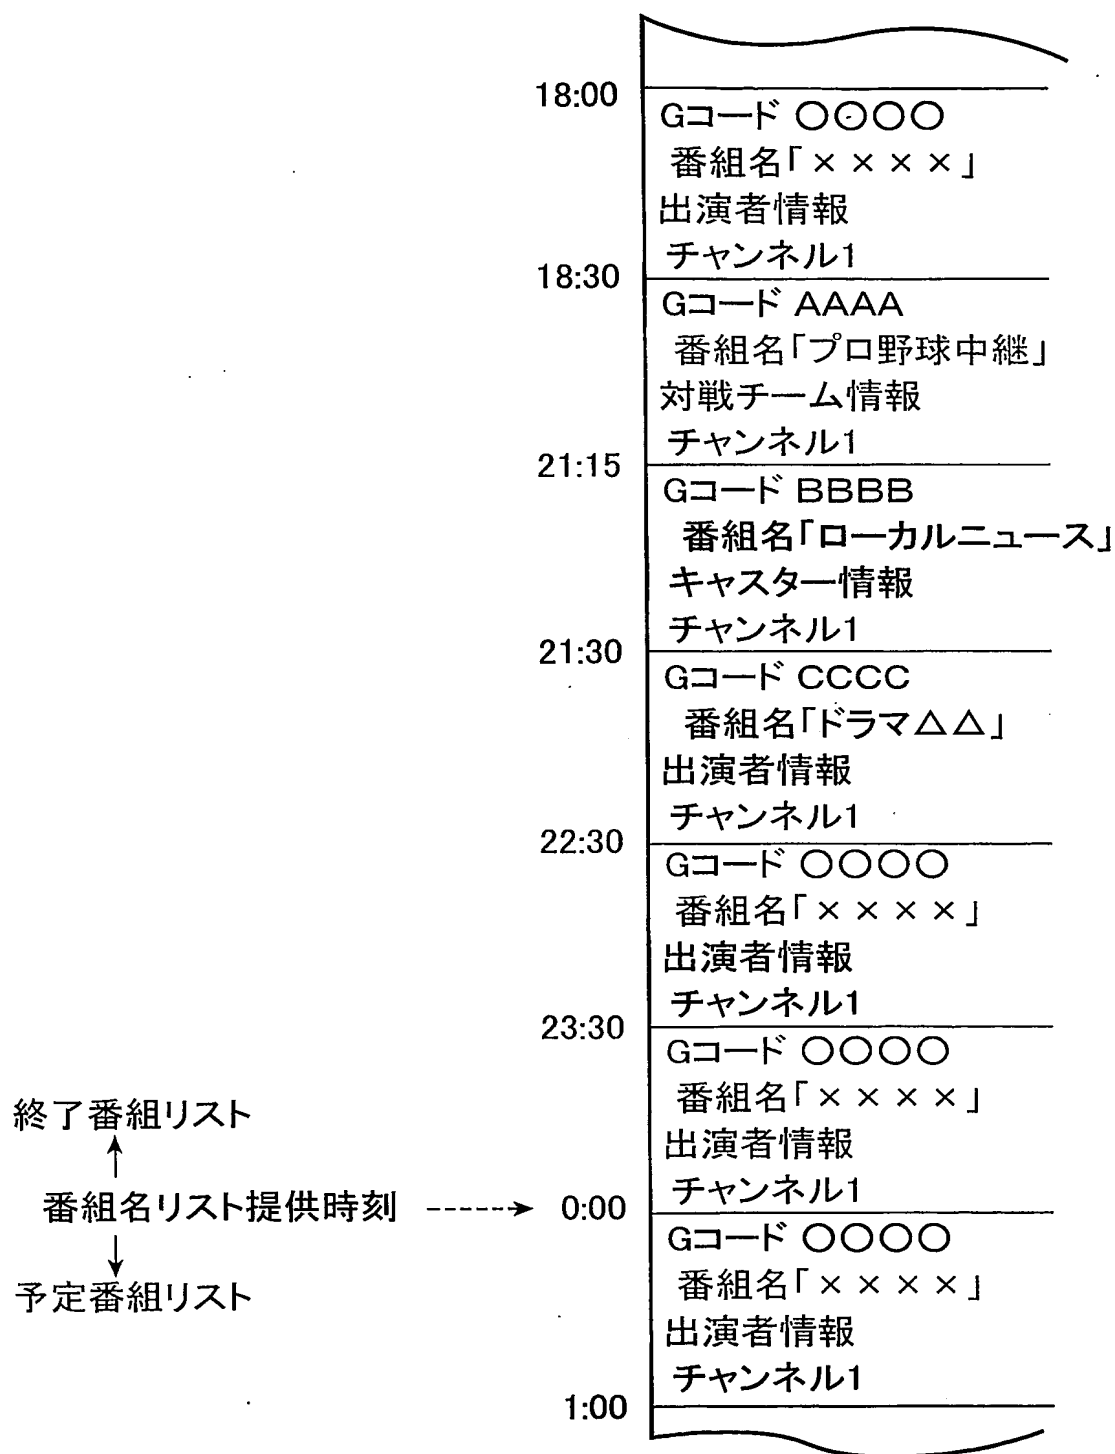 18:00
Gコード ○○○○
番組名「××××」
出演者情報
チャンネル1
18:30
Gコード AAAA
番組名「プロ野球中継」
対戦チーム情報
チャンネル1
21:15
Gコード BBBB
番組名「ローカルニュース」
キャスター情報
チャンネル1
21:30
Gコード CCCC
番組名「ドラマ△△」
出演者情報
チャンネル1
22:30
Gコード ○○○○
番組名「××××」
出演者情報
チャンネル1
23:30
Gコード ○○○○
番組名「××××」
出演者情報
チャンネル1
終了番組リスト
番組名リスト提供時刻
予定番組リスト
0:00
Gコード ○○○○
番組名「××××」
出演者情報
チャンネル1
1:00